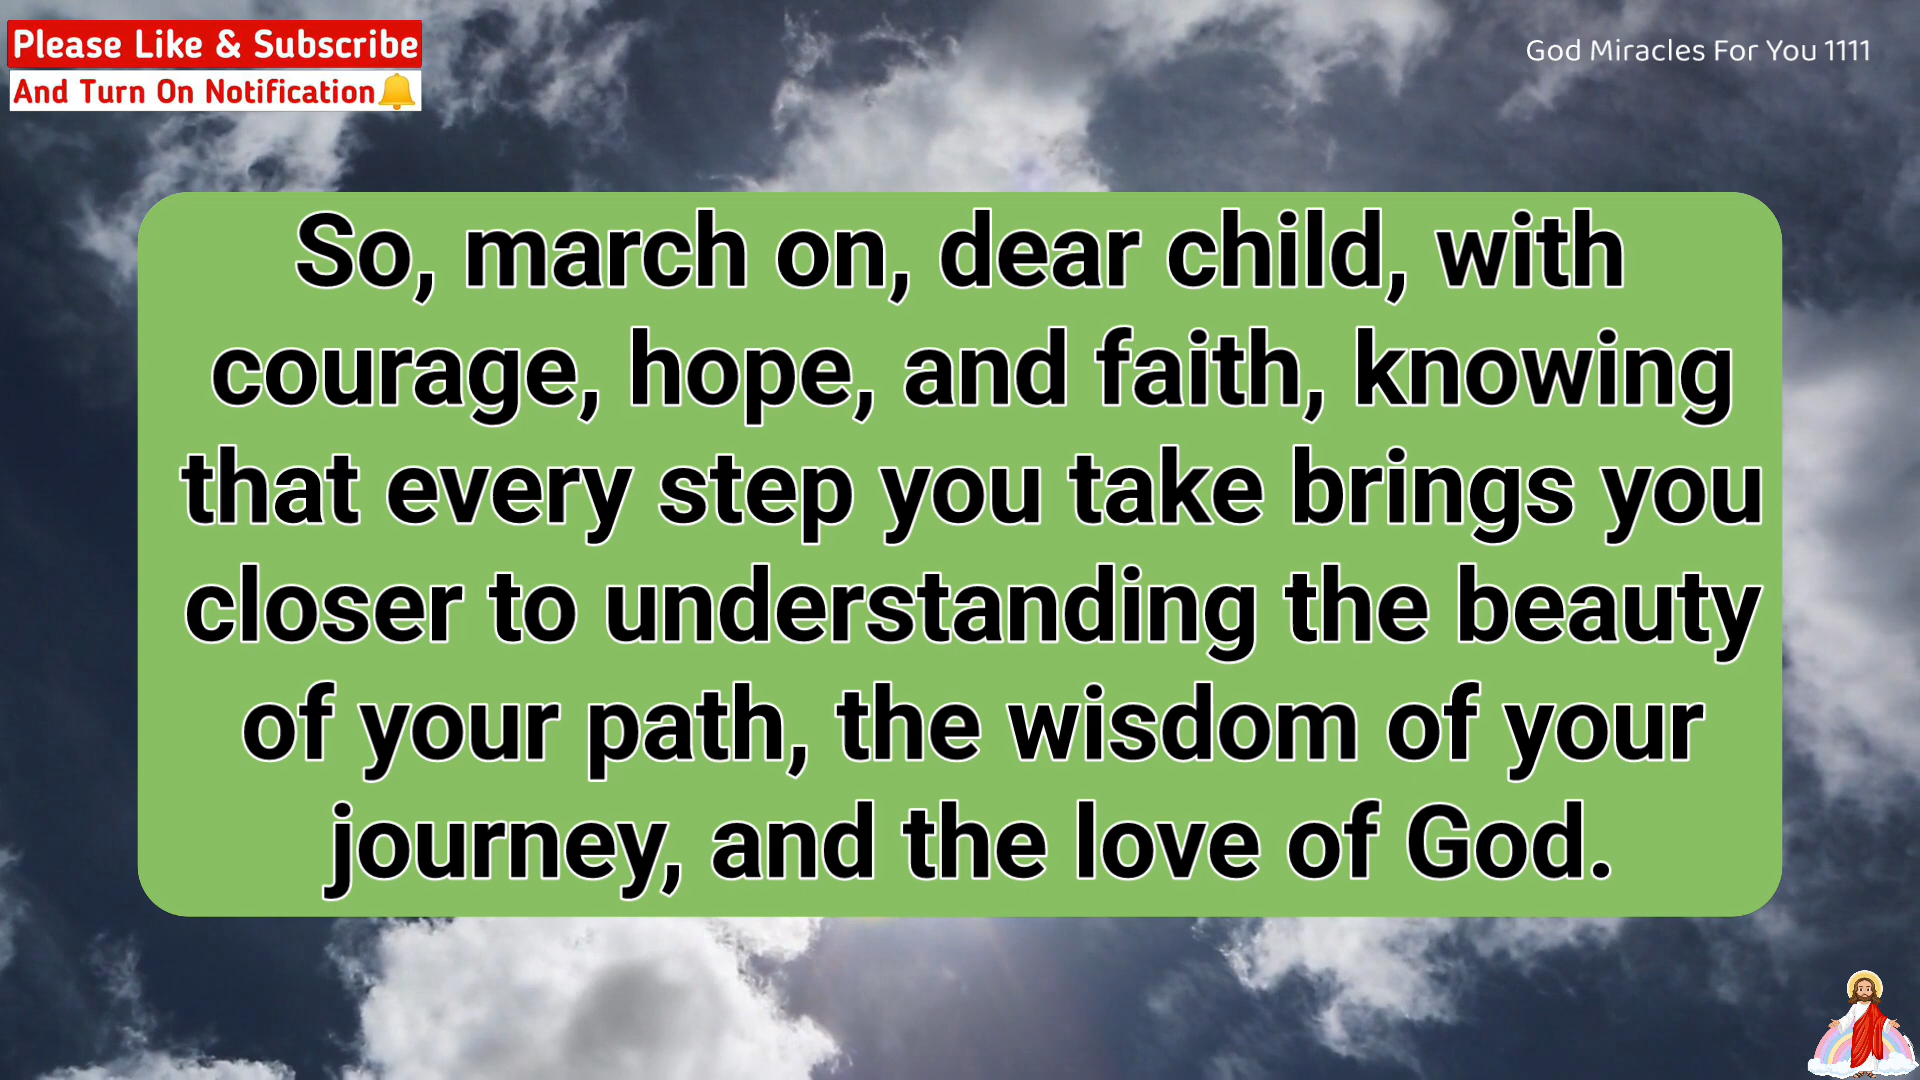 Please Like & Subscribe
And Turn On Notification🔔
God Miracles For You 1111
So, march on, dear child, with
courage, hope, and faith, knowing
that every step you take brings you
closer to understanding the beauty
of your path, the wisdom of your
journey, and the love of God.